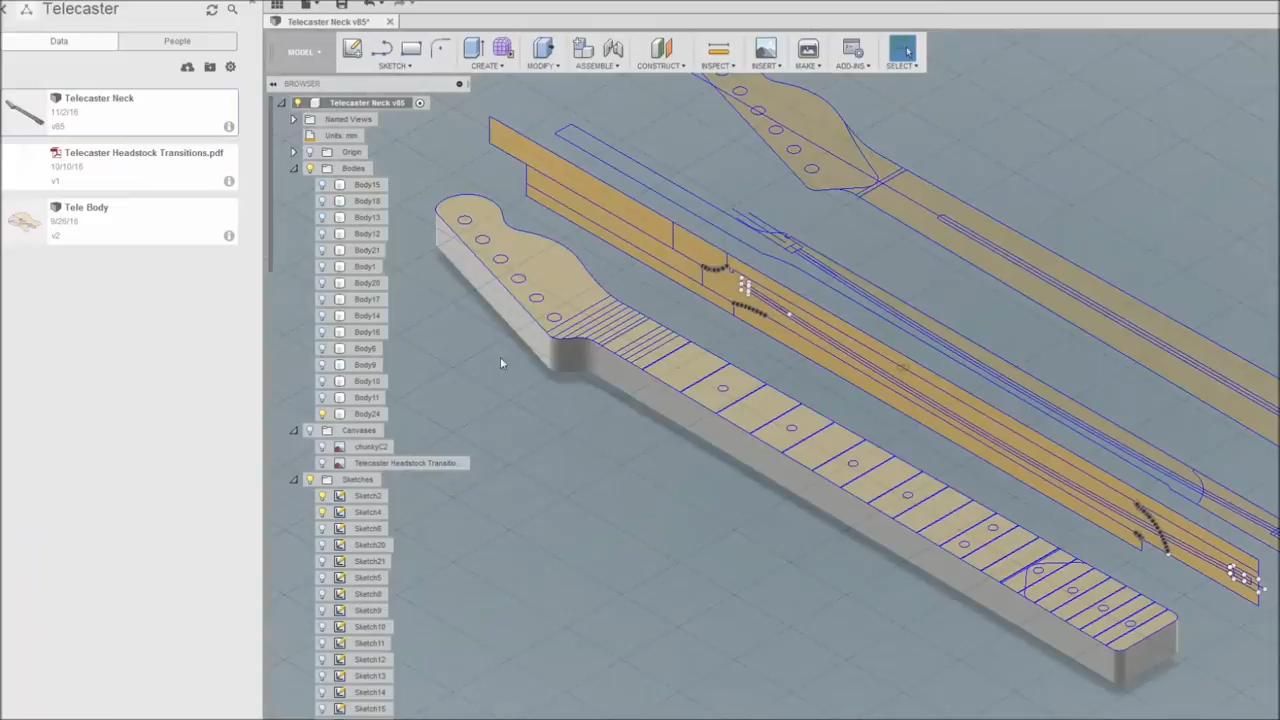 Telecaster
Data
People
Telecaster Neck
11/2/16
v85
Telecaster Headstock Transitions.pdf
10/10/16
v1
Tele Body
9/26/16
v2
Telecaster Neck v85*
MODEL
SKETCH
CREATE
MODIFY
ASSEMBLE
CONSTRUCT
INSPECT
INSERT
MAKE
ADD-INS
SELECT
BROWSER
Telecaster Neck v85
Named Views
Units: mm
Origin
Bodies
Body15
Body18
Body13
Body12
Body21
Body1
Body20
Body17
Body14
Body16
Body6
Body9
Body10
Body11
Body24
Canvases
chunkyC2
Telecaster Headstock Transitio...
Sketches
Sketch2
Sketch4
Sketch6
Sketch20
Sketch21
Sketch5
Sketch8
Sketch9
Sketch10
Sketch11
Sketch12
Sketch13
Sketch14
Sketch15